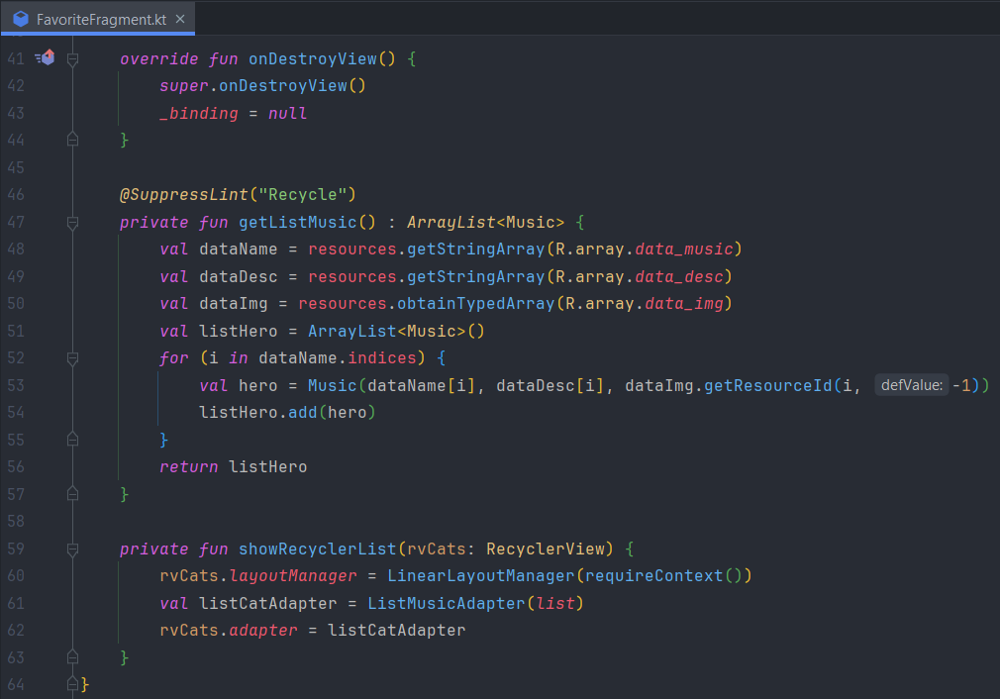 FavoriteFragment.kt ×
41 override fun onDestroyView() {
42 super.onDestroyView()
43 _binding = null
44 }
45
46 @SuppressLint("Recycle")
47 private fun getListMusic() : ArrayList<Music> {
48 val dataName = resources.getStringArray(R.array.data_music)
49 val dataDesc = resources.getStringArray(R.array.data_desc)
50 val dataImg = resources.obtainTypedArray(R.array.data_img)
51 val listHero = ArrayList<Music>()
52 for (i in dataName.indices) {
53 val hero = Music(dataName[i], dataDesc[i], dataImg.getResourceId(i, defValue: -1))
54 listHero.add(hero)
55 }
56 return listHero
57 }
58
59 private fun showRecyclerList(rvCats: RecyclerView) {
60 rvCats.layoutManager = LinearLayoutManager(requireContext())
61 val listCatAdapter = ListMusicAdapter(list)
62 rvCats.adapter = listCatAdapter
63 }
64 }